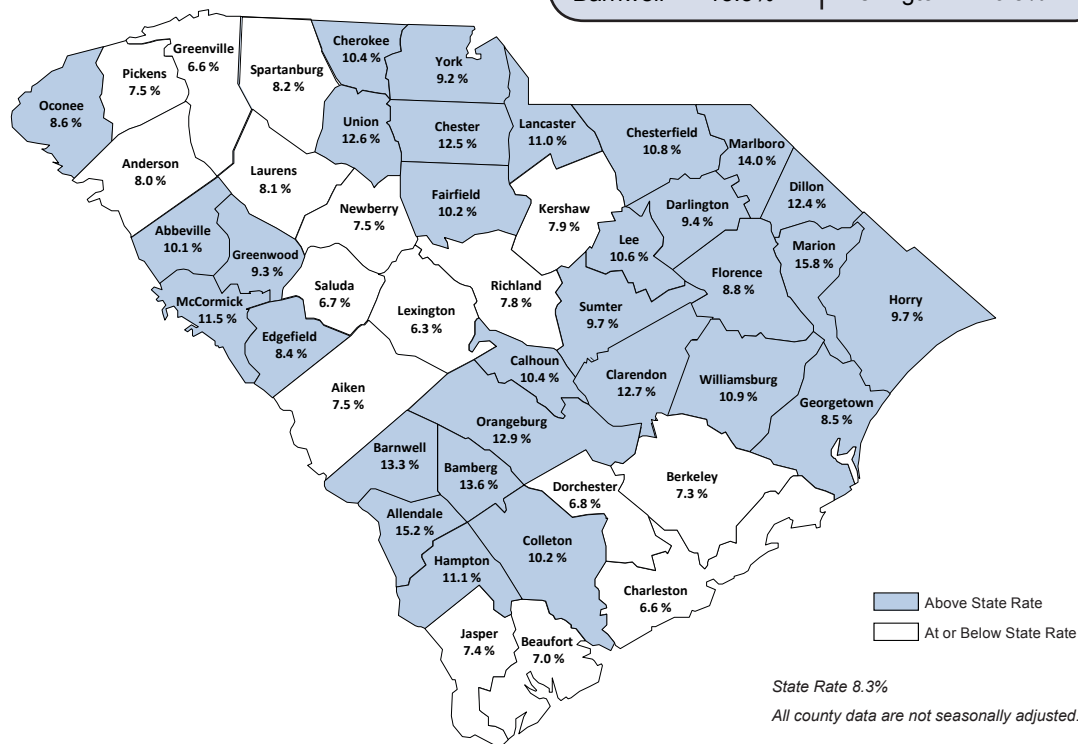 Barnwell
Cherokee
10.4 %
York
9.2 %
Greenville
6.6 %
Spartanburg
8.2 %
Pickens
7.5 %
Oconee
8.6 %
Union
12.6 %
Chester
12.5 %
Lancaster
11.0 %
Chesterfield
10.8 %
Marlboro
14.0 %
Anderson
8.0 %
Laurens
8.1 %
Dillon
12.4 %
Fairfield
10.2 %
Newberry
7.5 %
Kershaw
7.9 %
Darlington
9.4 %
Abbeville
10.1 %
Greenwood
9.3 %
Lee
10.6 %
Marion
15.8 %
Florence
8.8 %
Saluda
6.7 %
Richland
7.8 %
McCormick
11.5 %
Lexington
6.3 %
Sumter
9.7 %
Horry
9.7 %
Edgefield
8.4 %
Calhoun
10.4 %
Clarendon
12.7 %
Williamsburg
10.9 %
Aiken
7.5 %
Georgetown
8.5 %
Orangeburg
12.9 %
Barnwell
13.3 %
Bamberg
13.6 %
Berkeley
7.3 %
Dorchester
6.8 %
Allendale
15.2 %
Colleton
10.2 %
Hampton
11.1 %
Charleston
6.6 %
Jasper
7.4 %
Beaufort
7.0 %
Above State Rate
At or Below State Rate
State Rate 8.3%
All county data are not seasonally adjusted.